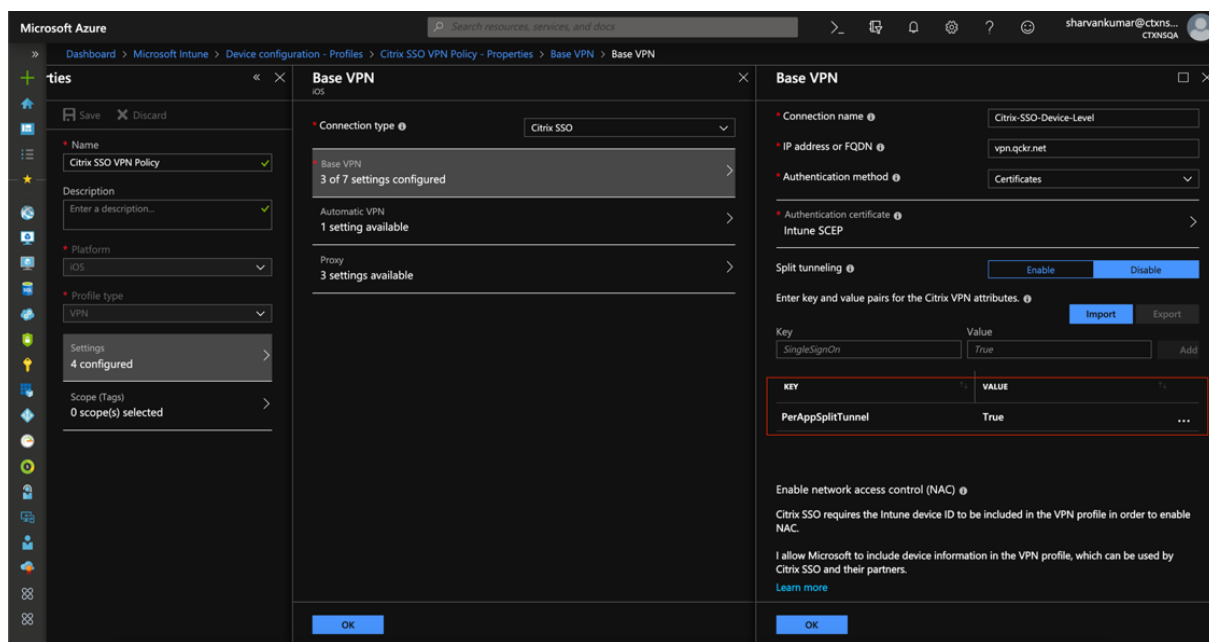 Microsoft Azure
Search resources, services, and docs
sharvankumar@ctxns...
CTXNSQA
Dashboard > Microsoft Intune > Device configuration - Profiles > Citrix SSO VPN Policy - Properties > Base VPN > Base VPN
rties
Save
Discard
* Name
Citrix SSO VPN Policy
Description
Enter a description...
* Platform
iOS
* Profile type
VPN
Settings
4 configured
Scope (Tags)
0 scope(s) selected
Base VPN
iOS
* Connection type
Citrix SSO
* Base VPN
3 of 7 settings configured
Automatic VPN
1 setting available
Proxy
3 settings available
OK
Base VPN
* Connection name
Citrix-SSO-Device-Level
* IP address or FQDN
vpn.qckr.net
* Authentication method
Certificates
* Authentication certificate
Intune SCEP
Split tunneling
Enable
Disable
Enter key and value pairs for the Citrix VPN attributes.
Import
Export
Key
Value
SingleSignOn
True
Add
KEY
VALUE
PerAppSplitTunnel
True
...
Enable network access control (NAC)
Citrix SSO requires the Intune device ID to be included in the VPN profile in order to enable
NAC.
I allow Microsoft to include device information in the VPN profile, which can be used by
Citrix SSO and their partners.
Learn more
OK